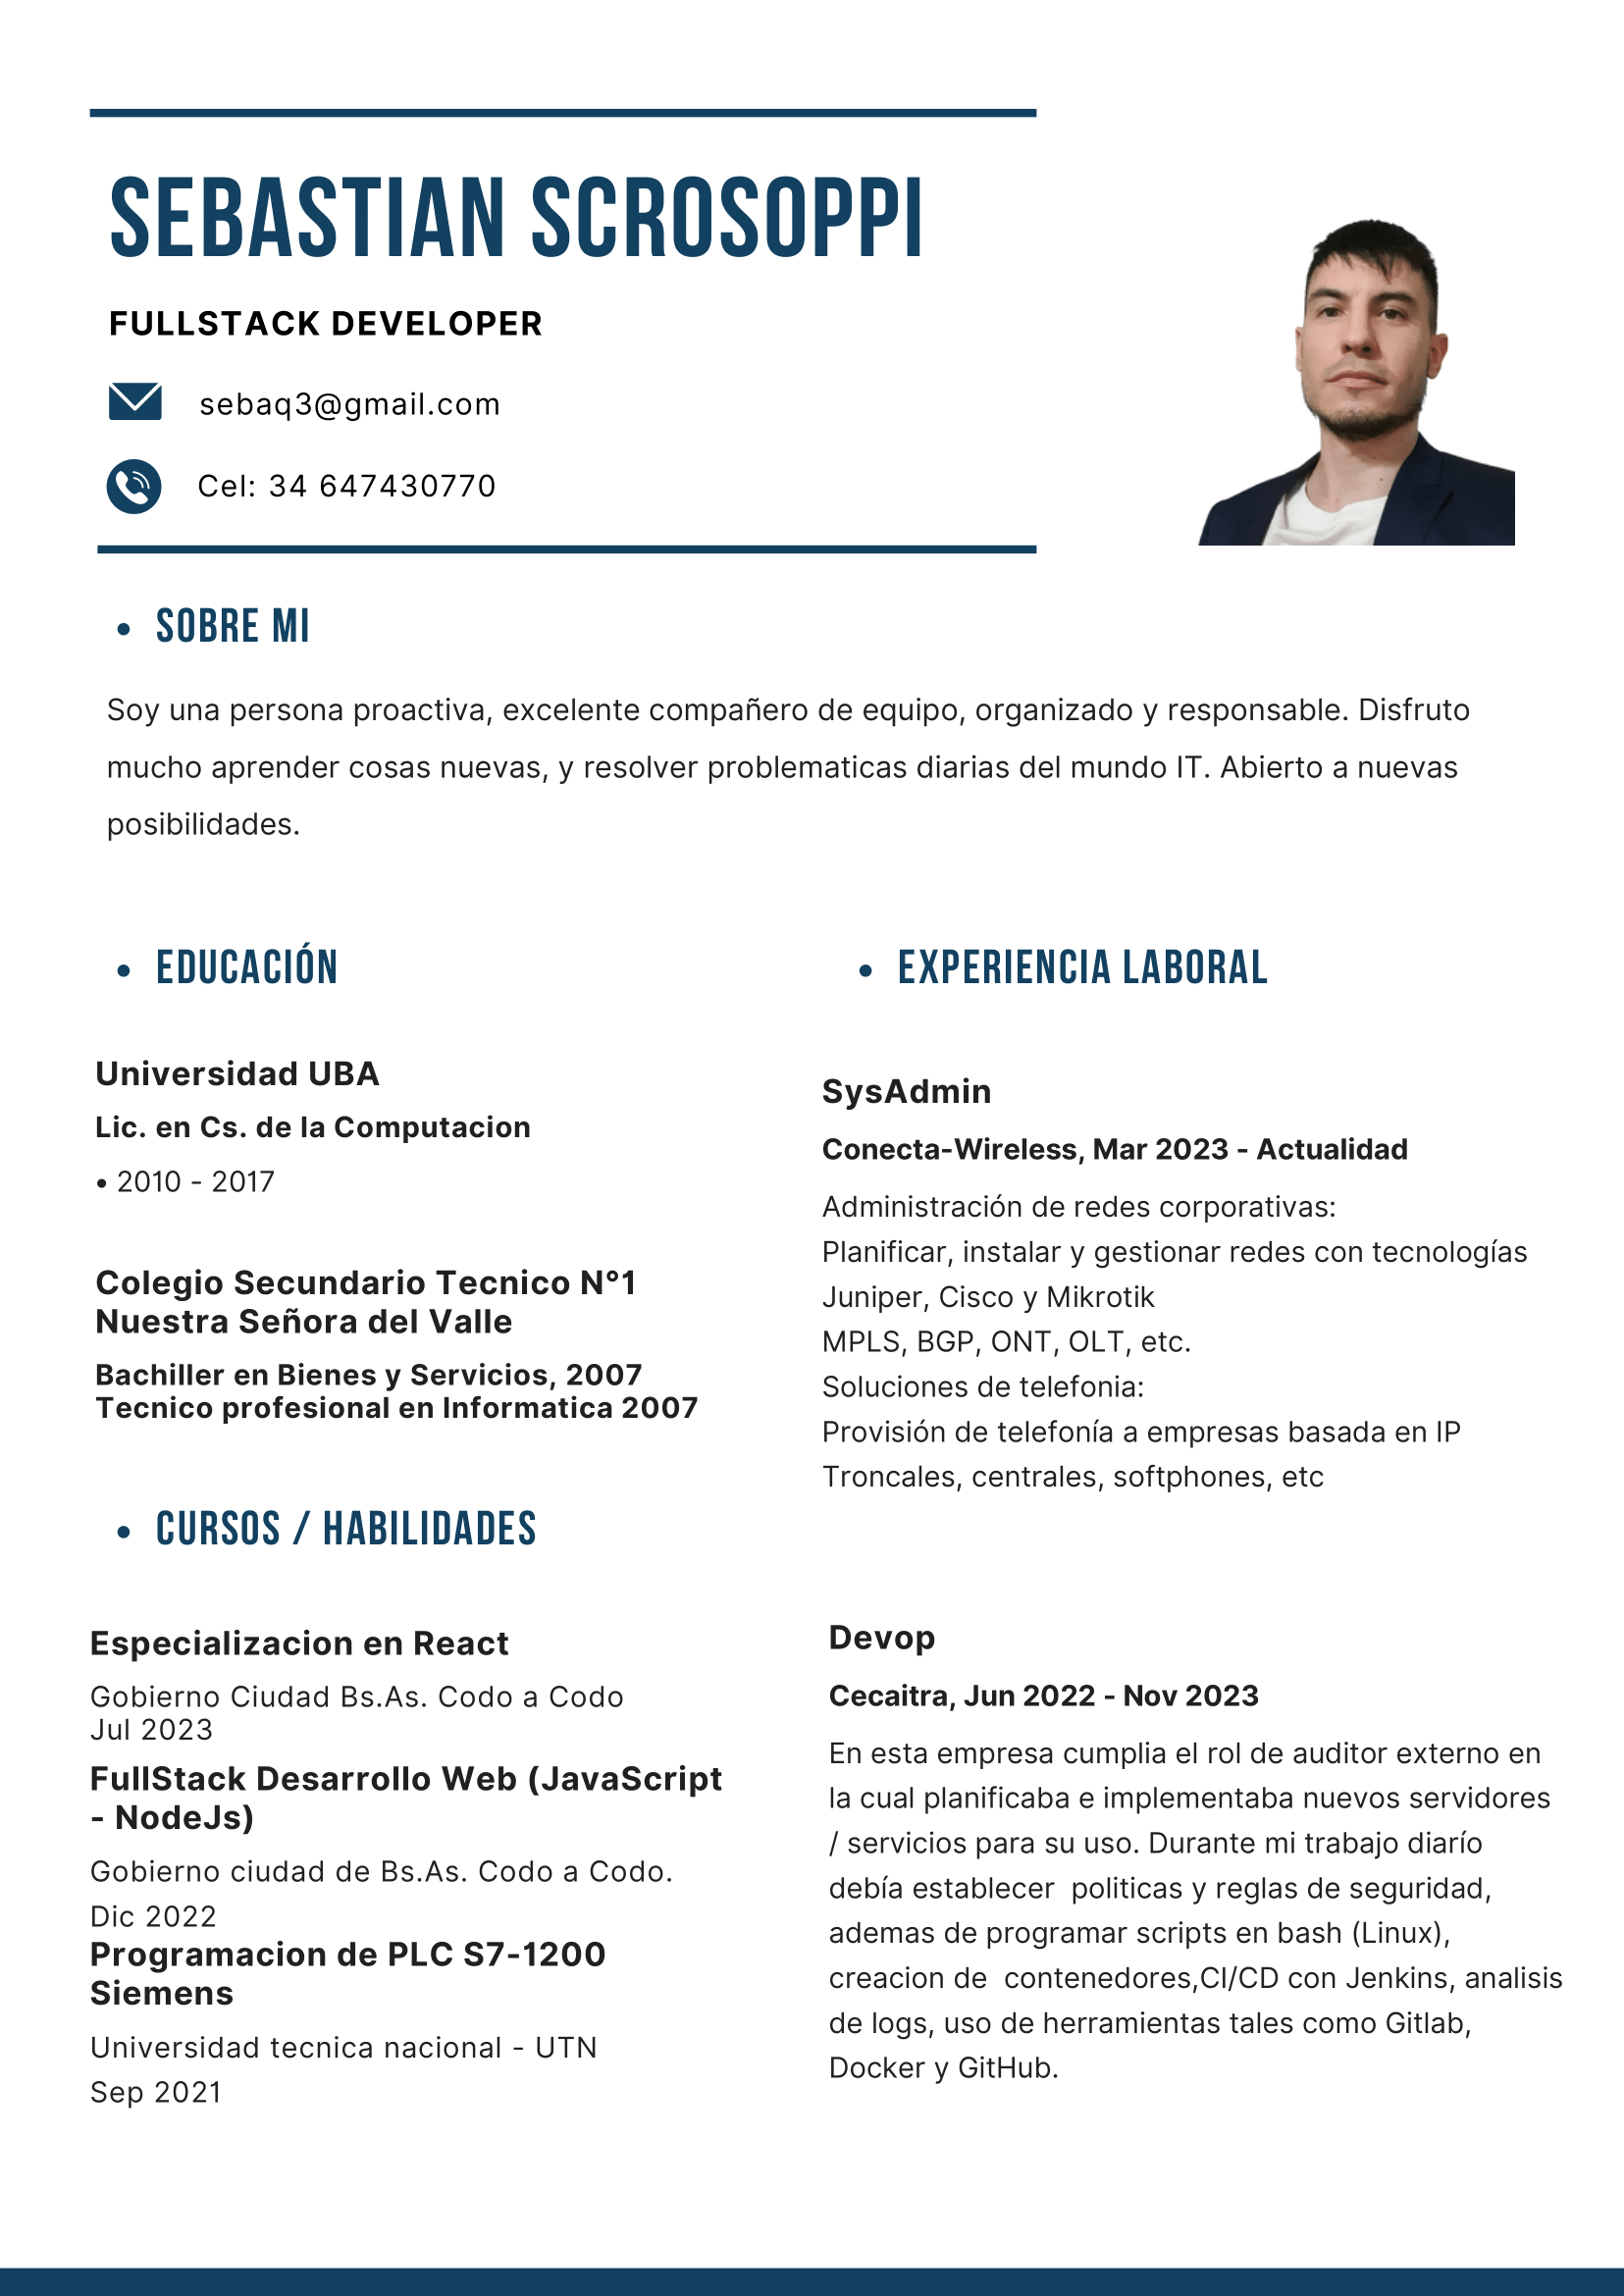 SEBASTIAN SCROSOPPI
FULLSTACK DEVELOPER
sebaq3@gmail.com
Cel: 34 647430770
• SOBRE MI
Soy una persona proactiva, excelente compañero de equipo, organizado y responsable. Disfruto
mucho aprender cosas nuevas, y resolver problematicas diarias del mundo IT. Abierto a nuevas
posibilidades.
• EDUCACIÓN
Universidad UBA
Lic. en Cs. de la Computacion
• 2010 - 2017
Colegio Secundario Tecnico N°1
Nuestra Señora del Valle
Bachiller en Bienes y Servicios, 2007
Tecnico profesional en Informatica 2007
• CURSOS / HABILIDADES
Especializacion en React
Gobierno Ciudad Bs.As. Codo a Codo
Jul 2023
FullStack Desarrollo Web (JavaScript
- NodeJs)
Gobierno ciudad de Bs.As. Codo a Codo.
Dic 2022
Programacion de PLC S7-1200
Siemens
Universidad tecnica nacional - UTN
Sep 2021
• EXPERIENCIA LABORAL
SysAdmin
Conecta-Wireless, Mar 2023 - Actualidad
Administración de redes corporativas:
Planificar, instalar y gestionar redes con tecnologías
Juniper, Cisco y Mikrotik
MPLS, BGP, ONT, OLT, etc.
Soluciones de telefonia:
Provisión de telefonía a empresas basada en IP
Troncales, centrales, softphones, etc
Devop
Cecaitra, Jun 2022 - Nov 2023
En esta empresa cumplia el rol de auditor externo en
la cual planificaba e implementaba nuevos servidores
/ servicios para su uso. Durante mi trabajo diarío
debía establecer  politicas y reglas de seguridad,
ademas de programar scripts en bash (Linux),
creacion de  contenedores,CI/CD con Jenkins, analisis
de logs, uso de herramientas tales como Gitlab,
Docker y GitHub.